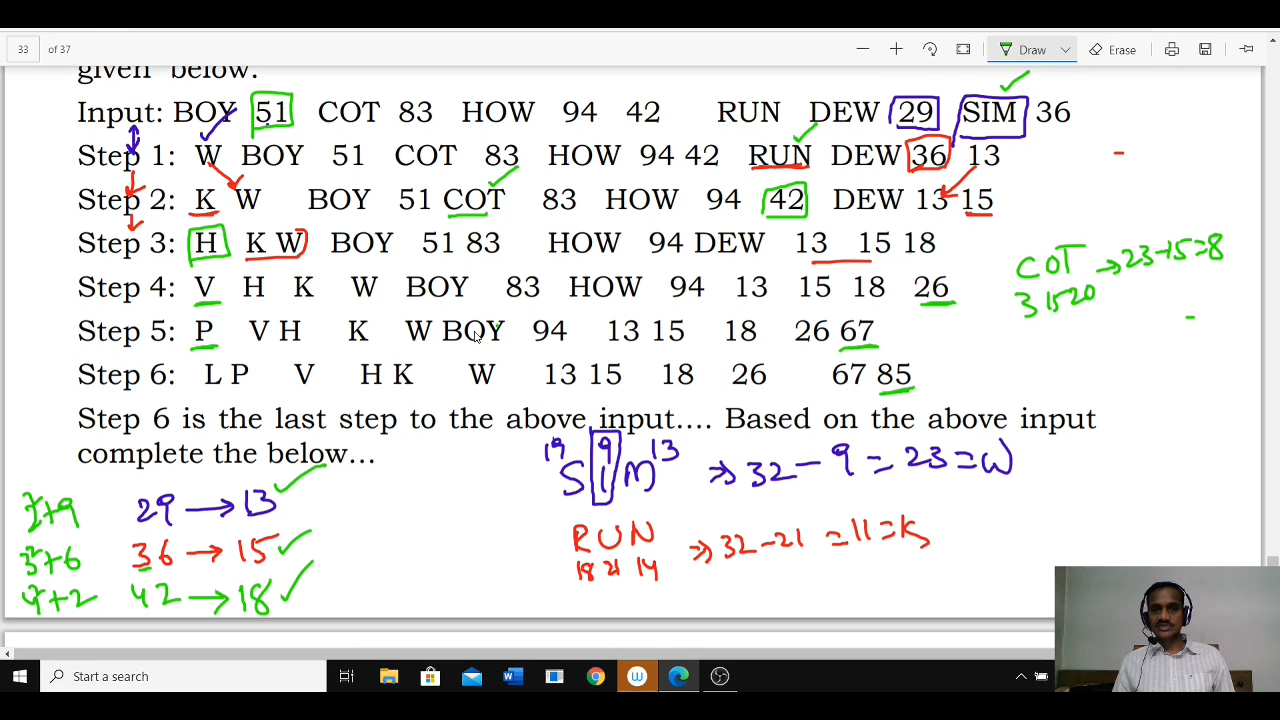 33 of 37
Draw
Erase
given below.
Input: BOY 51 COT 83 HOW 94 42 RUN DEW 29 SIM 36
Step 1: W BOY 51 COT 83 HOW 94 42 RUN DEW 36 13
Step 2: K W BOY 51 COT 83 HOW 94 42 DEW 13 15
Step 3: H K W BOY 51 83 HOW 94 DEW 13 15 18
COT → 23-15=8
3 15 20
Step 4: V H K W BOY 83 HOW 94 13 15 18 26
Step 5: P V H K W BOY 94 13 15 18 26 67
Step 6: L P V H K W 13 15 18 26 67 85
Step 6 is the last step to the above input.... Based on the above input
complete the below...
19 9 13
S I M ⇒ 32 - 9 = 23 = W
29 → 13
RUN ⇒ 32-21 = 11 = K
18 21 14
36 → 15
42 → 18
Start a search